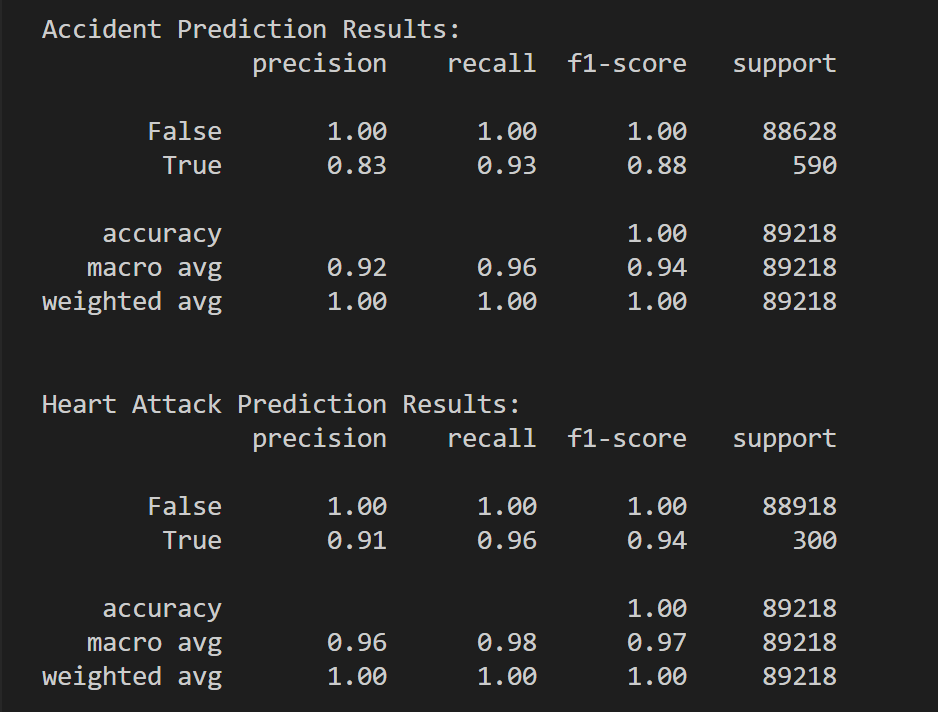 Accident Prediction Results:
precision recall f1-score support
False 1.00 1.00 1.00 88628
True 0.83 0.93 0.88 590
accuracy 1.00 89218
macro avg 0.92 0.96 0.94 89218
weighted avg 1.00 1.00 1.00 89218
Heart Attack Prediction Results:
precision recall f1-score support
False 1.00 1.00 1.00 88918
True 0.91 0.96 0.94 300
accuracy 1.00 89218
macro avg 0.96 0.98 0.97 89218
weighted avg 1.00 1.00 1.00 89218